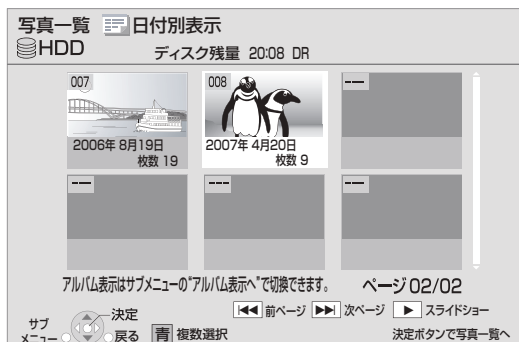 写真一覧 日付別表示
HDD ディスク残量 20:08 DR
007
2006年 8月19日
枚数 19
008
2007年 4月20日
枚数 9
---
---
---
---
アルバム表示はサブメニューの“アルバム表示へ”で切換できます。 ページ 02/02
前ページ 次ページ スライドショー
サブ
メニュー
決定
戻る
青 複数選択
決定ボタンで写真一覧へ